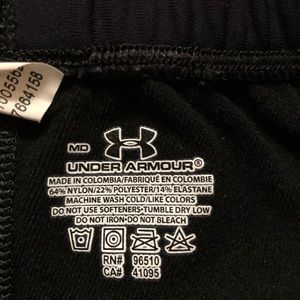 7664158
MD
UNDER ARMOUR®
MADE IN COLOMBIA/FABRIQUÉ EN COLOMBIE
64% NYLON/22% POLYESTER/14% ELASTANE
MACHINE WASH COLD/LIKE COLORS
DO NOT USE SOFTENERS•TUMBLE DRY LOW
DO NOT IRON•DO NOT BLEACH
RN# 96510
CA# 41095